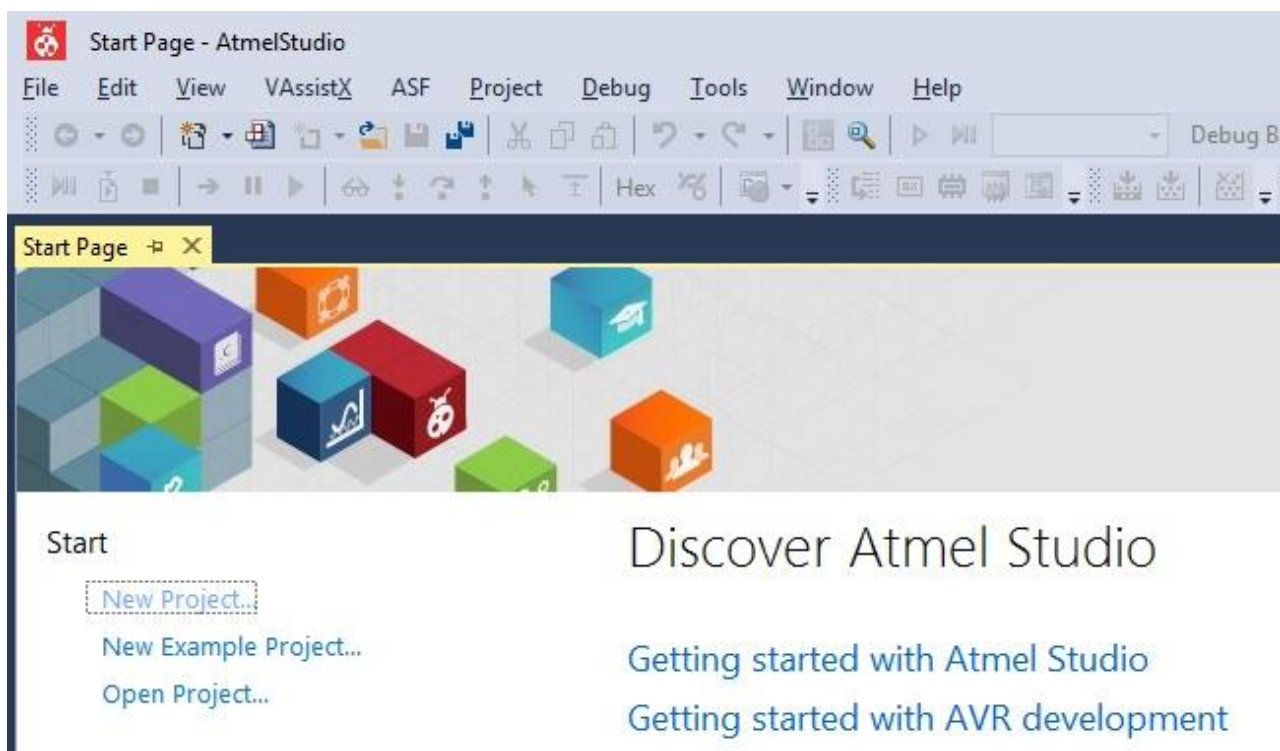 Start Page - AtmelStudio
File Edit View VAssistX ASF Project Debug Tools Window Help
Debug B
Hex
Start Page
Start
New Project...
New Example Project...
Open Project...
Discover Atmel Studio
Getting started with Atmel Studio
Getting started with AVR development